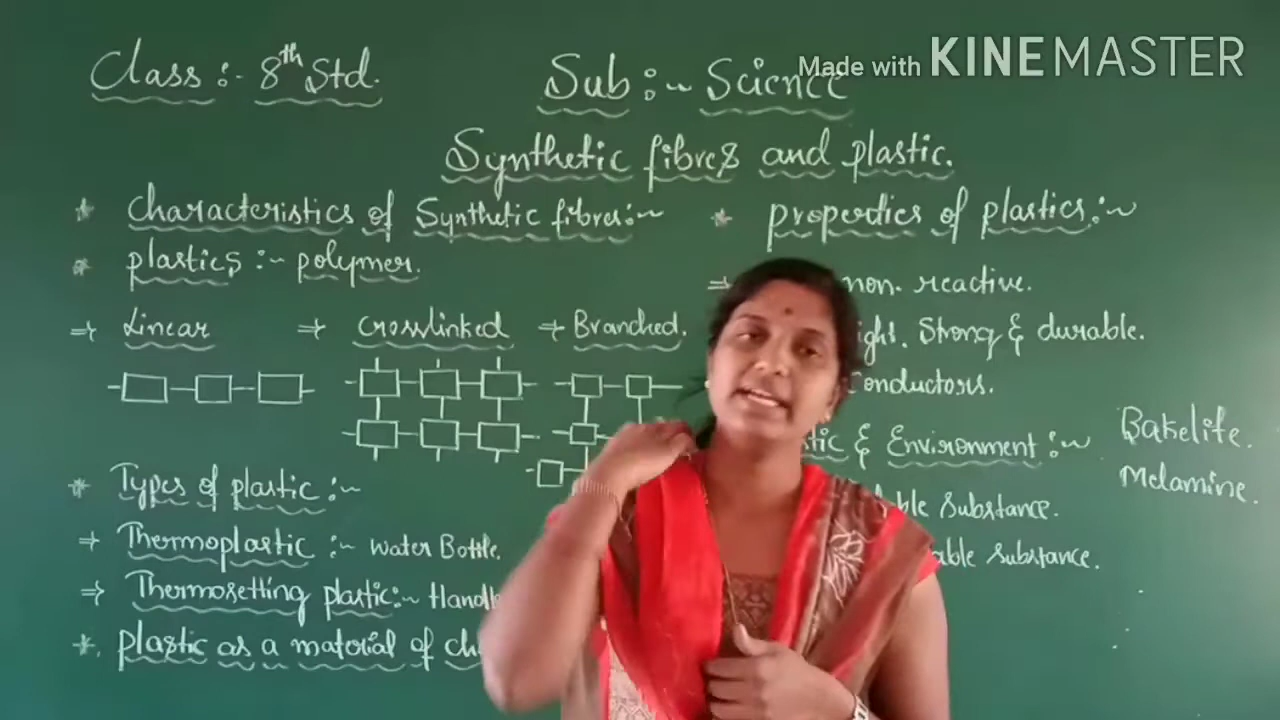 Class :- 8th Std.
Sub :~ Science
Made with KINEMASTER
Synthetic fibres and plastic.
* Characteristics of Synthetic fibres:~
* plastics :~ polymer.
⇒ Linear ⇒ Crosslinked ⇒ Branched.
* Types of plastic :~
⇒ Thermoplastic :~ Water Bottle.
⇒ Thermosetting plastic:~
* plastic as a material of
* properties of plastics :~
⇒ non. reactive.
Strong & durable.
Conductors.
& Environment :~
Substance.
Substance.
Bakelite.
Melamine.